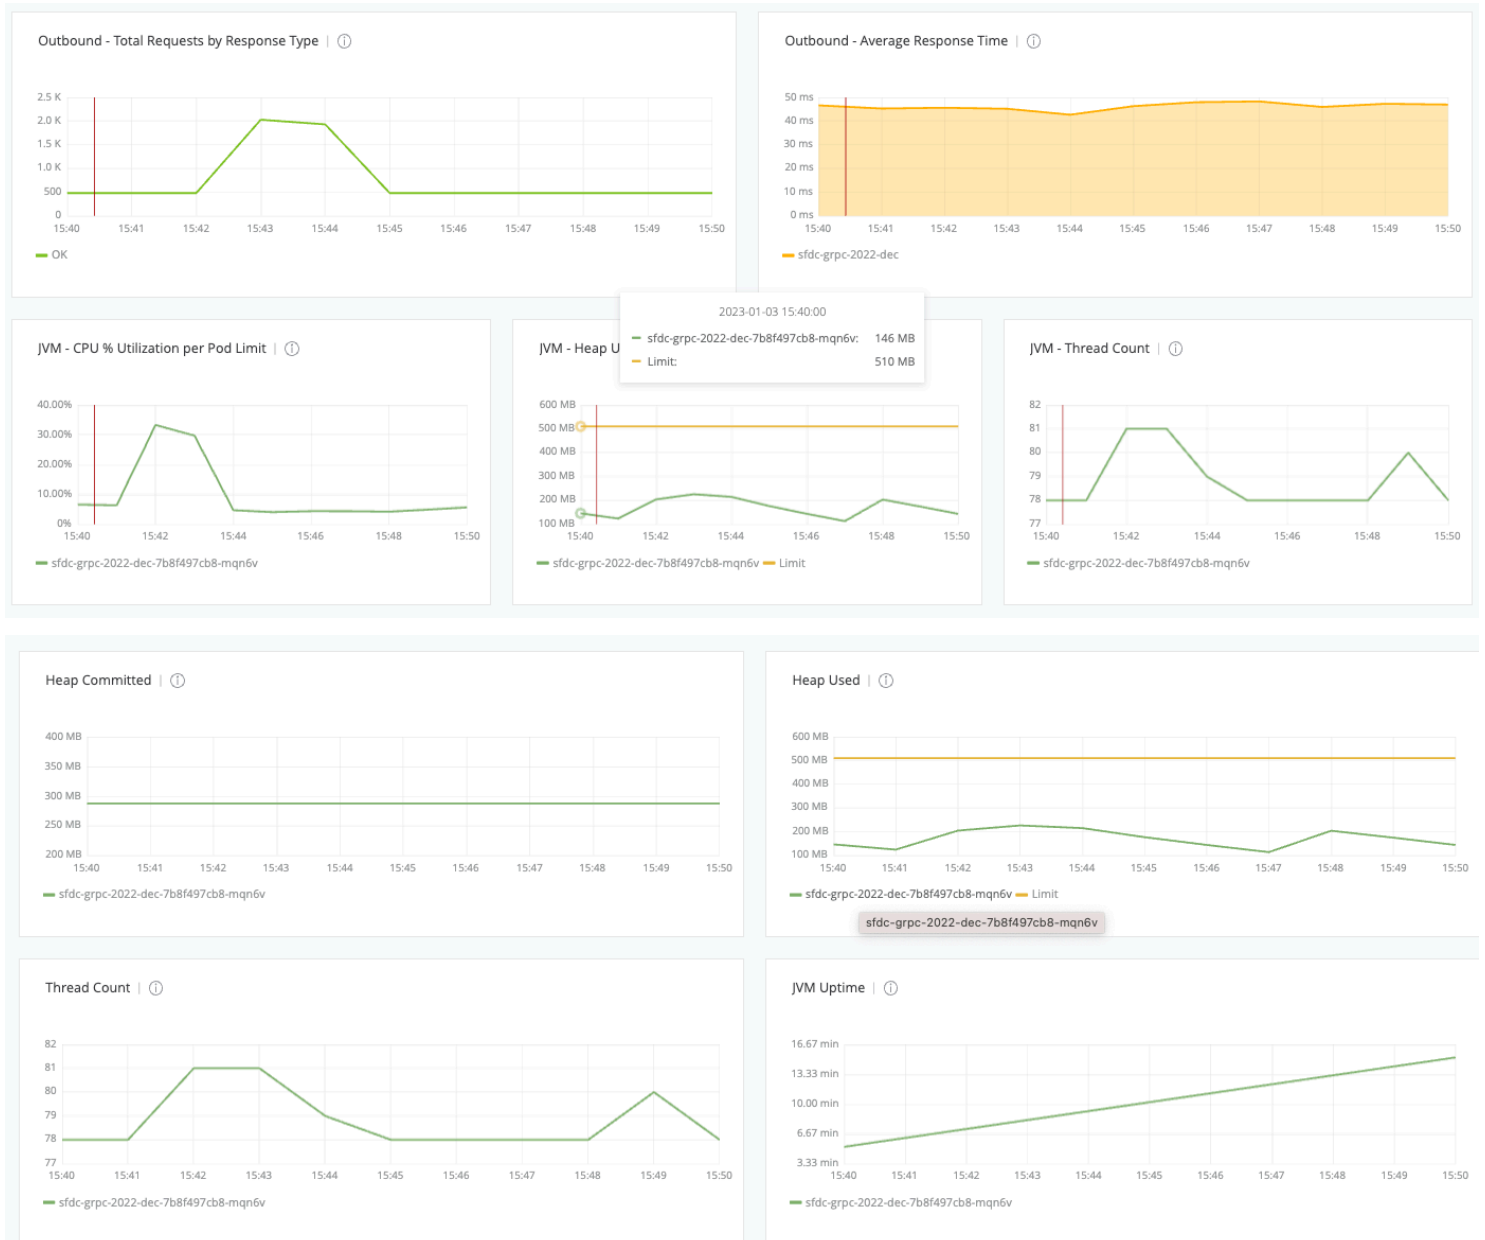 Outbound - Total Requests by Response Type
2.5 K
2.0 K
1.5 K
1.0 K
500
0
15:40 15:41 15:42 15:43 15:44 15:45 15:46 15:47 15:48 15:49 15:50
OK
Outbound - Average Response Time
50 ms
40 ms
30 ms
20 ms
10 ms
0 ms
15:40 15:41 15:42 15:43 15:44 15:45 15:46 15:47 15:48 15:49 15:50
sfdc-grpc-2022-dec
JVM - CPU % Utilization per Pod Limit
40.00%
30.00%
20.00%
10.00%
0%
15:40 15:42 15:44 15:46 15:48 15:50
sfdc-grpc-2022-dec-7b8f497cb8-mqn6v
2023-01-03 15:40:00
sfdc-grpc-2022-dec-7b8f497cb8-mqn6v: 146 MB
Limit: 510 MB
JVM - Heap U
600 MB
500 MB
400 MB
300 MB
200 MB
100 MB
15:40 15:42 15:44 15:46 15:48 15:50
sfdc-grpc-2022-dec-7b8f497cb8-mqn6v Limit
JVM - Thread Count
82
81
80
79
78
77
15:40 15:42 15:44 15:46 15:48 15:50
sfdc-grpc-2022-dec-7b8f497cb8-mqn6v
Heap Committed
400 MB
350 MB
300 MB
250 MB
200 MB
15:40 15:41 15:42 15:43 15:44 15:45 15:46 15:47 15:48 15:49 15:50
sfdc-grpc-2022-dec-7b8f497cb8-mqn6v
Heap Used
600 MB
500 MB
400 MB
300 MB
200 MB
100 MB
15:40 15:41 15:42 15:43 15:44 15:45 15:46 15:47 15:48 15:49 15:50
sfdc-grpc-2022-dec-7b8f497cb8-mqn6v Limit
sfdc-grpc-2022-dec-7b8f497cb8-mqn6v
Thread Count
82
81
80
79
78
77
15:40 15:41 15:42 15:43 15:44 15:45 15:46 15:47 15:48 15:49 15:50
sfdc-grpc-2022-dec-7b8f497cb8-mqn6v
JVM Uptime
16.67 min
13.33 min
10.00 min
6.67 min
3.33 min
15:40 15:41 15:42 15:43 15:44 15:45 15:46 15:47 15:48 15:49 15:50
sfdc-grpc-2022-dec-7b8f497cb8-mqn6v